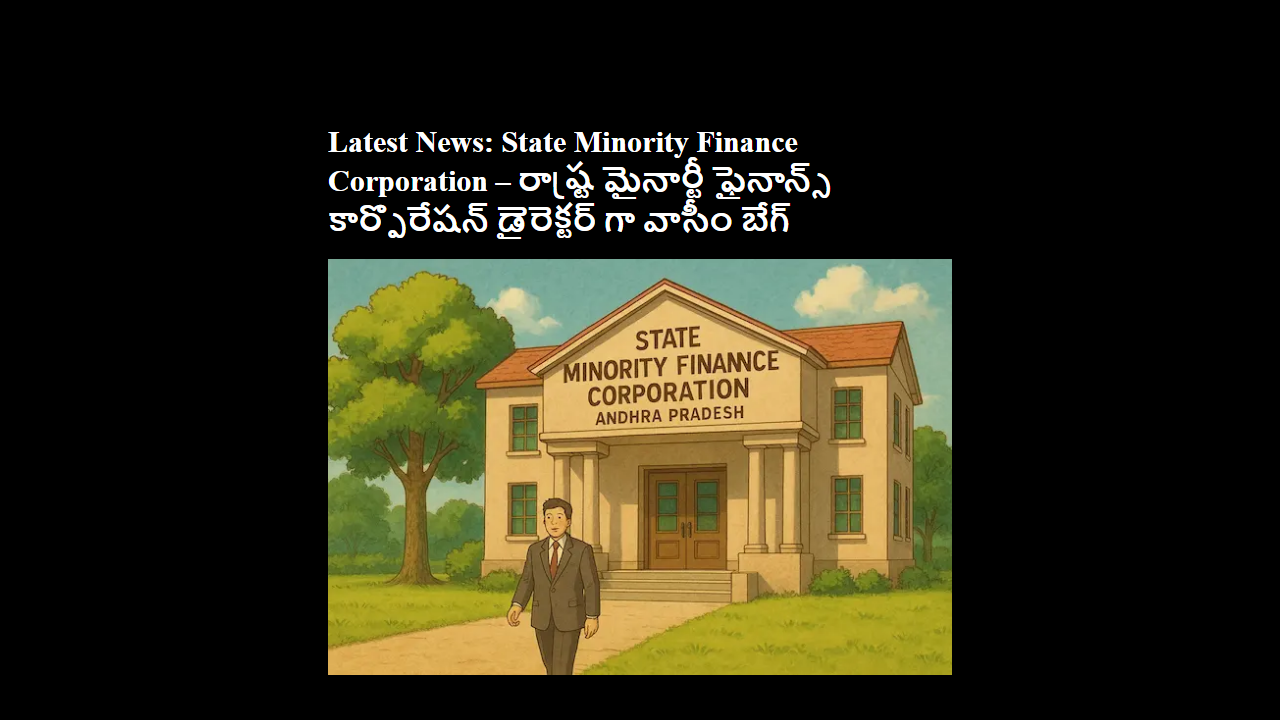 Latest News: State Minority Finance
Corporation – రాష్ట్ర మైనార్టీ ఫైనాన్స్
కార్పొరేషన్ డైరెక్టర్ గా వాసీం బేగ్
STATE
MINORITY FINANNCE
CORPORATION
ANDHRA PRADESH